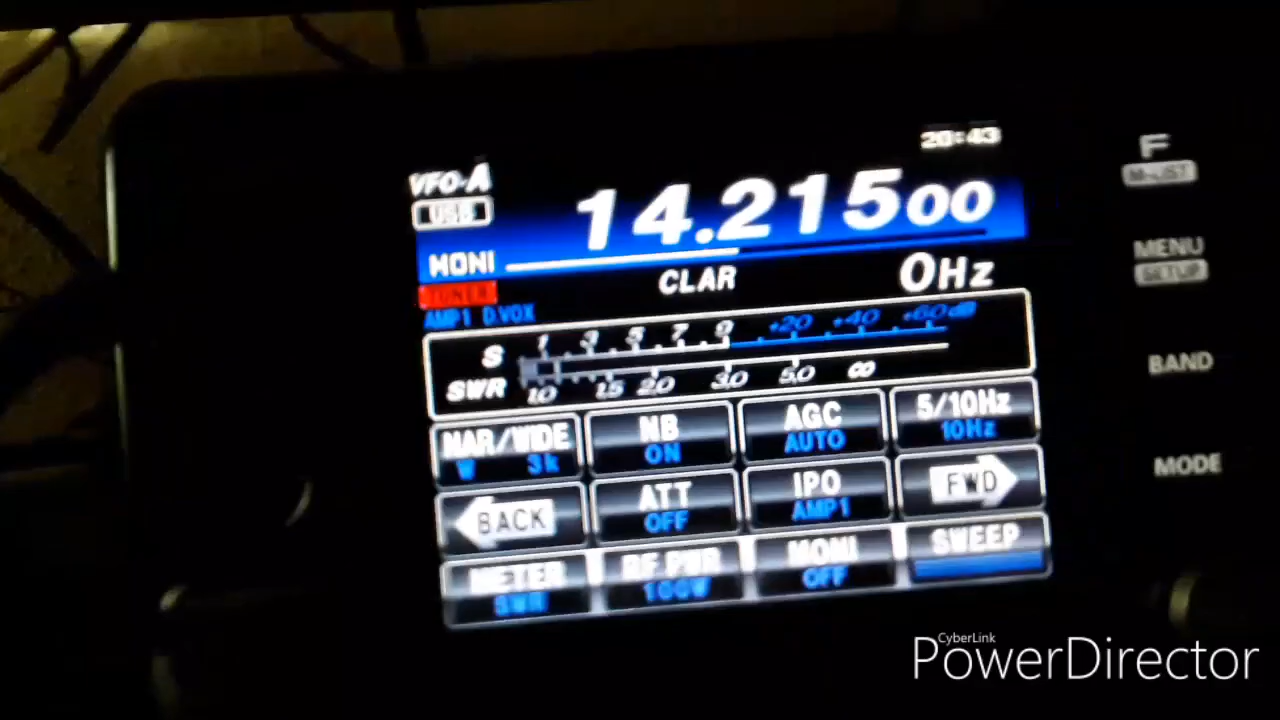 20:43
F
M-LIST
VFO-A
USB
14.21500
MONI
MENU
SETUP
CLAR
0Hz
TUNER
AMP1 D.VOX
S 1 3 5 7 9 +20 +40 +60dB
SWR 1.0 1.5 2.0 3.0 5.0 ∞
BAND
NAR/WIDE NB AGC 5/10Hz
W 3k ON AUTO 10Hz
MODE
BACK ATT IPO FWD
OFF AMP1
METER RF PWR MONI SWEEP
SWR 100W OFF
CyberLink
PowerDirector